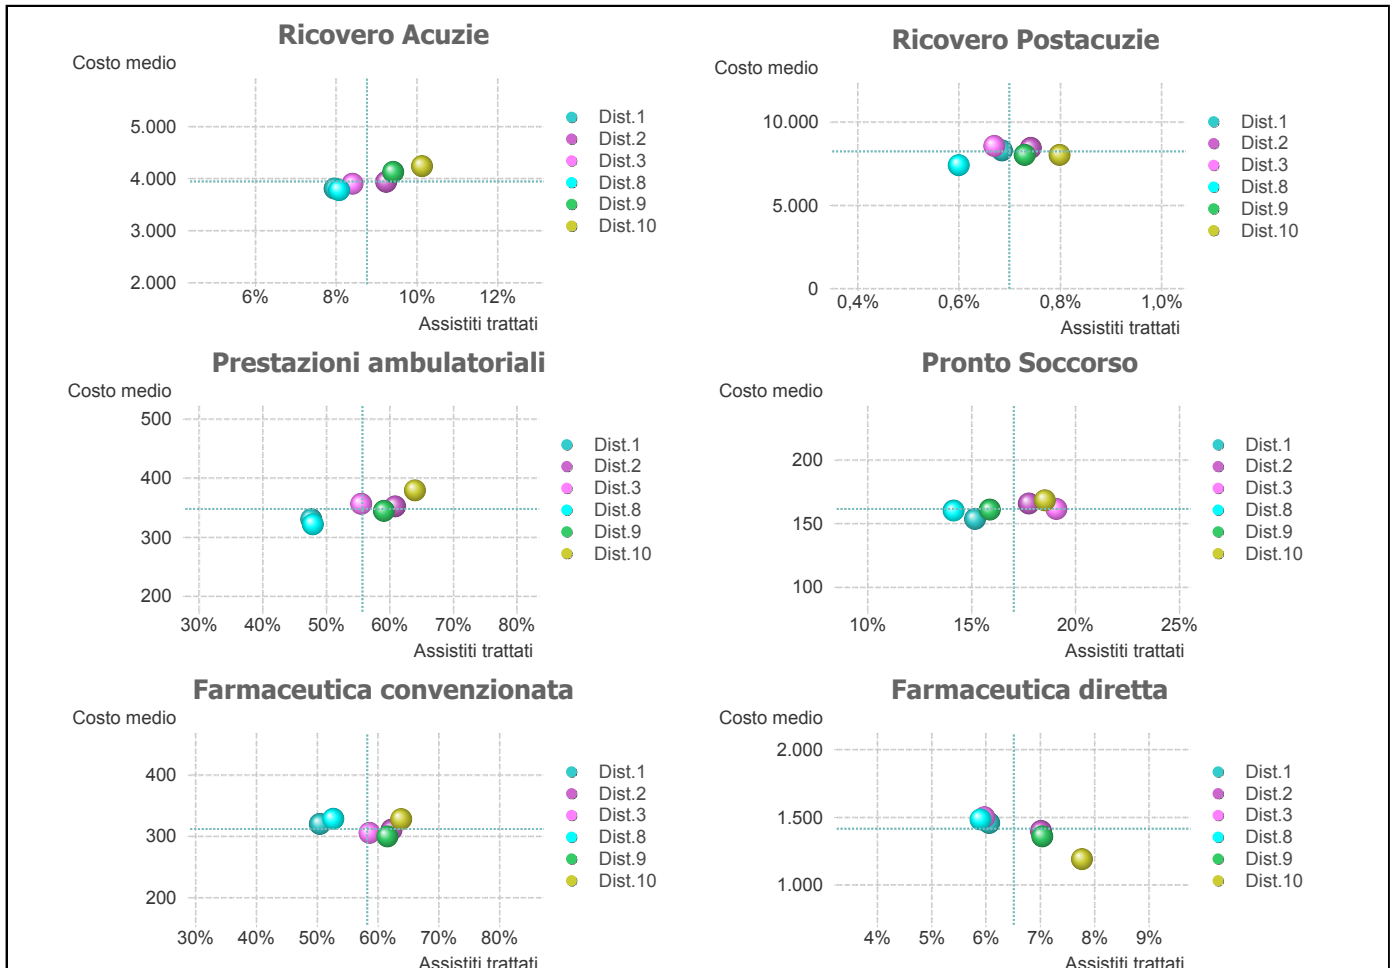 Ricovero Acuzie
Costo medio
5.000
4.000
3.000
2.000
6% 8% 10% 12%
Assistiti trattati
Dist.1
Dist.2
Dist.3
Dist.8
Dist.9
Dist.10
Ricovero Postacuzie
Costo medio
10.000
5.000
0
0,4% 0,6% 0,8% 1,0%
Assistiti trattati
Dist.1
Dist.2
Dist.3
Dist.8
Dist.9
Dist.10
Prestazioni ambulatoriali
Costo medio
500
400
300
200
30% 40% 50% 60% 70% 80%
Assistiti trattati
Dist.1
Dist.2
Dist.3
Dist.8
Dist.9
Dist.10
Pronto Soccorso
Costo medio
200
150
100
10% 15% 20% 25%
Assistiti trattati
Dist.1
Dist.2
Dist.3
Dist.8
Dist.9
Dist.10
Farmaceutica convenzionata
Costo medio
400
300
200
30% 40% 50% 60% 70% 80%
Assistiti trattati
Dist.1
Dist.2
Dist.3
Dist.8
Dist.9
Dist.10
Farmaceutica diretta
Costo medio
2.000
1.500
1.000
4% 5% 6% 7% 8% 9%
Assistiti trattati
Dist.1
Dist.2
Dist.3
Dist.8
Dist.9
Dist.10